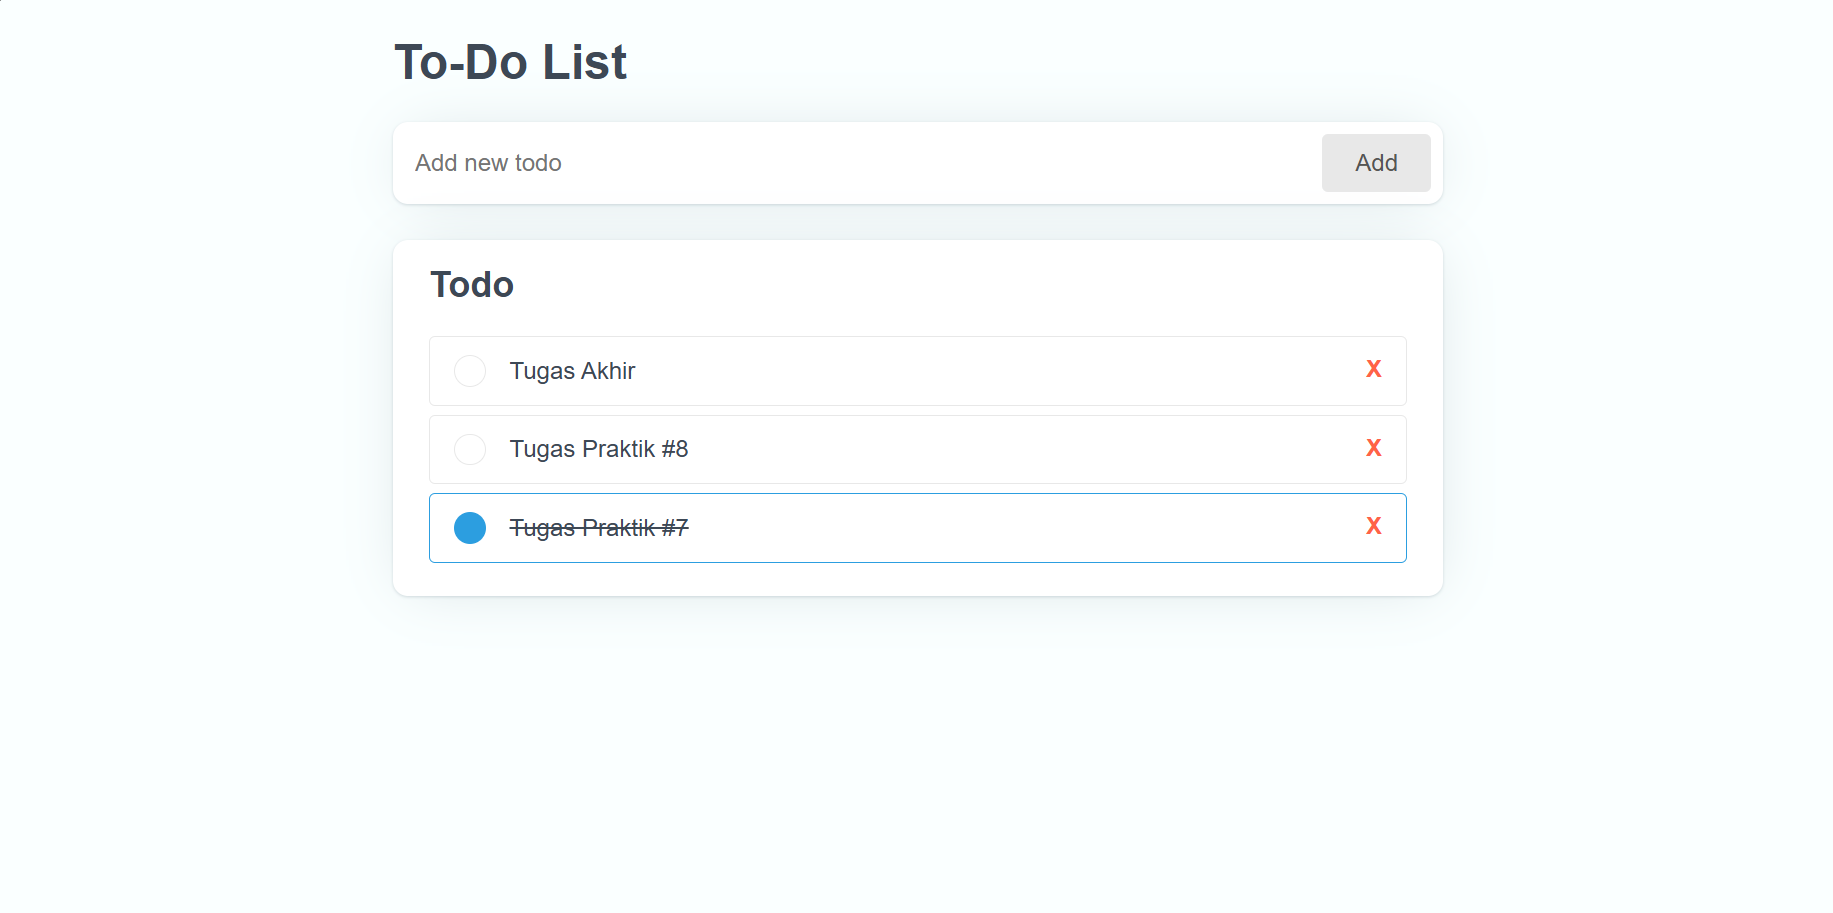 To-Do List
Add new todo Add
Todo
Tugas Akhir X
Tugas Praktik #8 X
Tugas Praktik #7 X